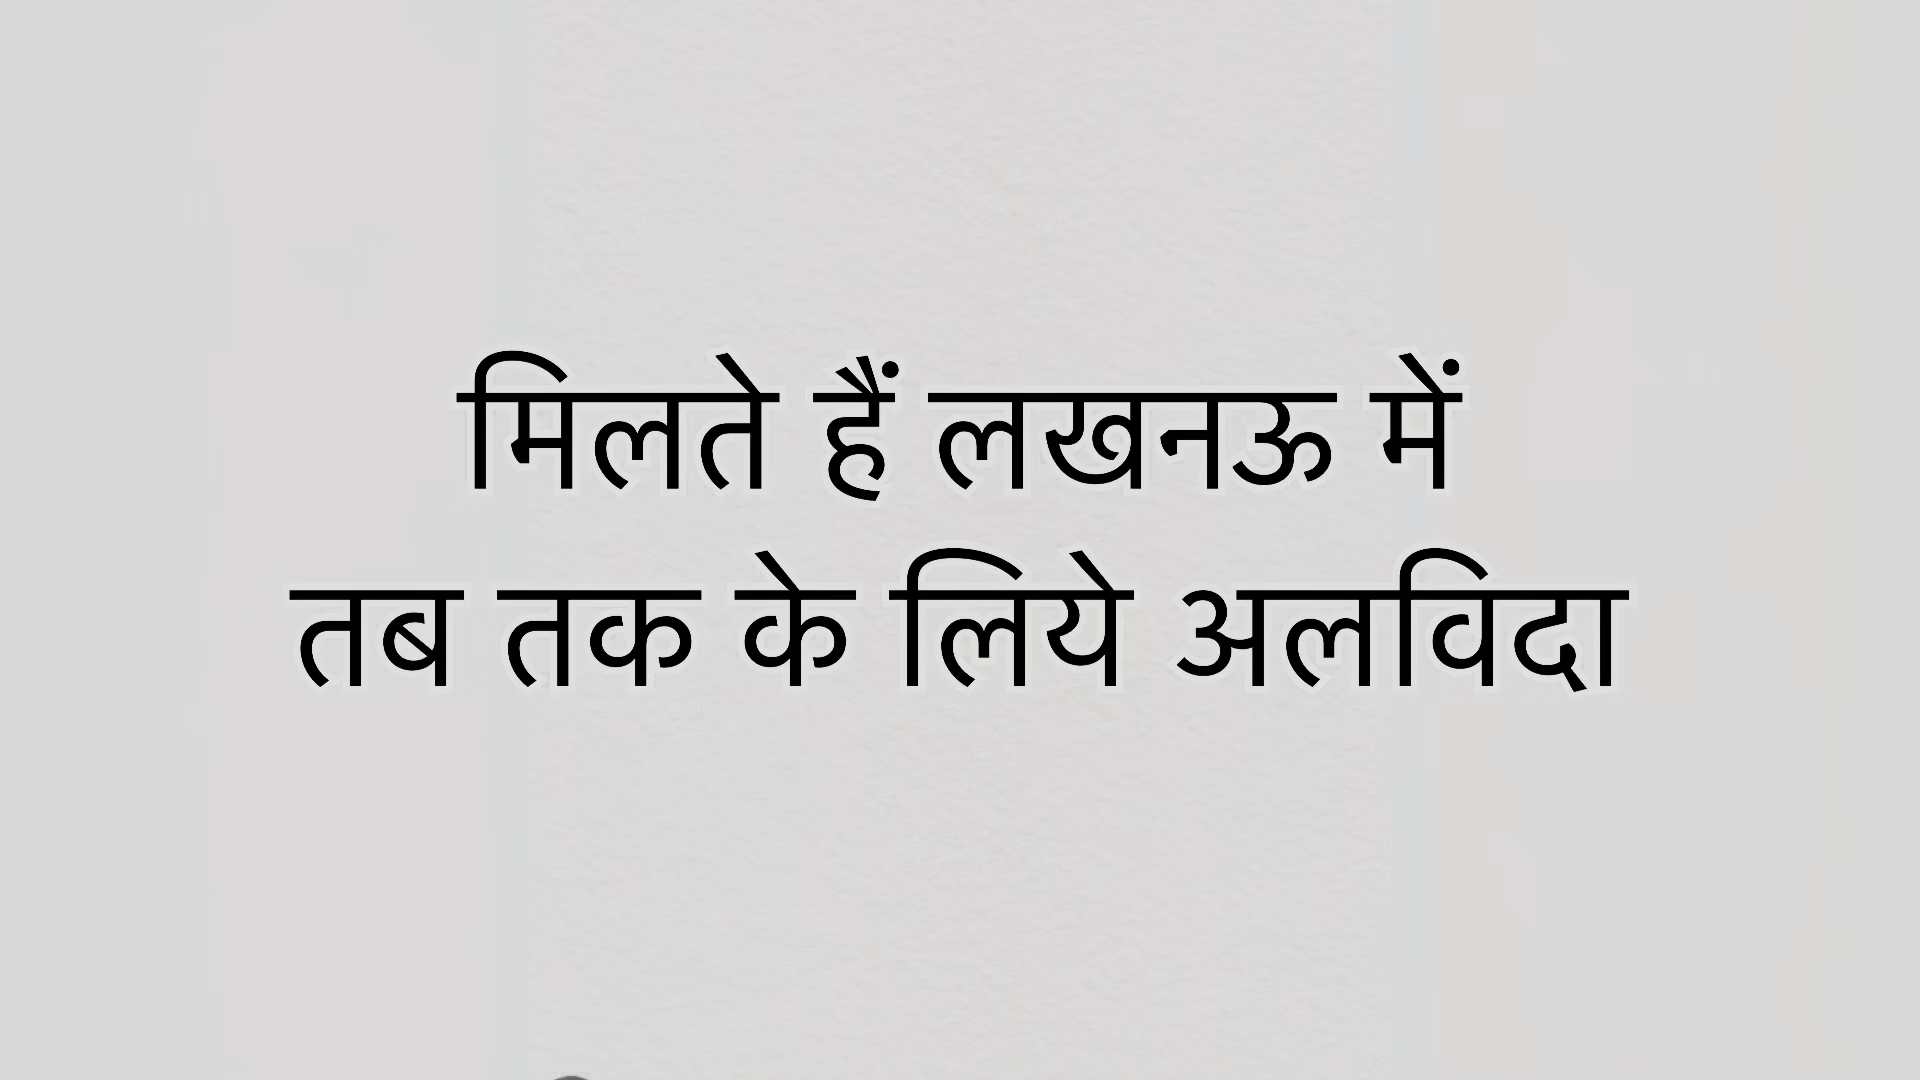 मिलते हैं लखनऊ में
तब तक के लिये अलविदा